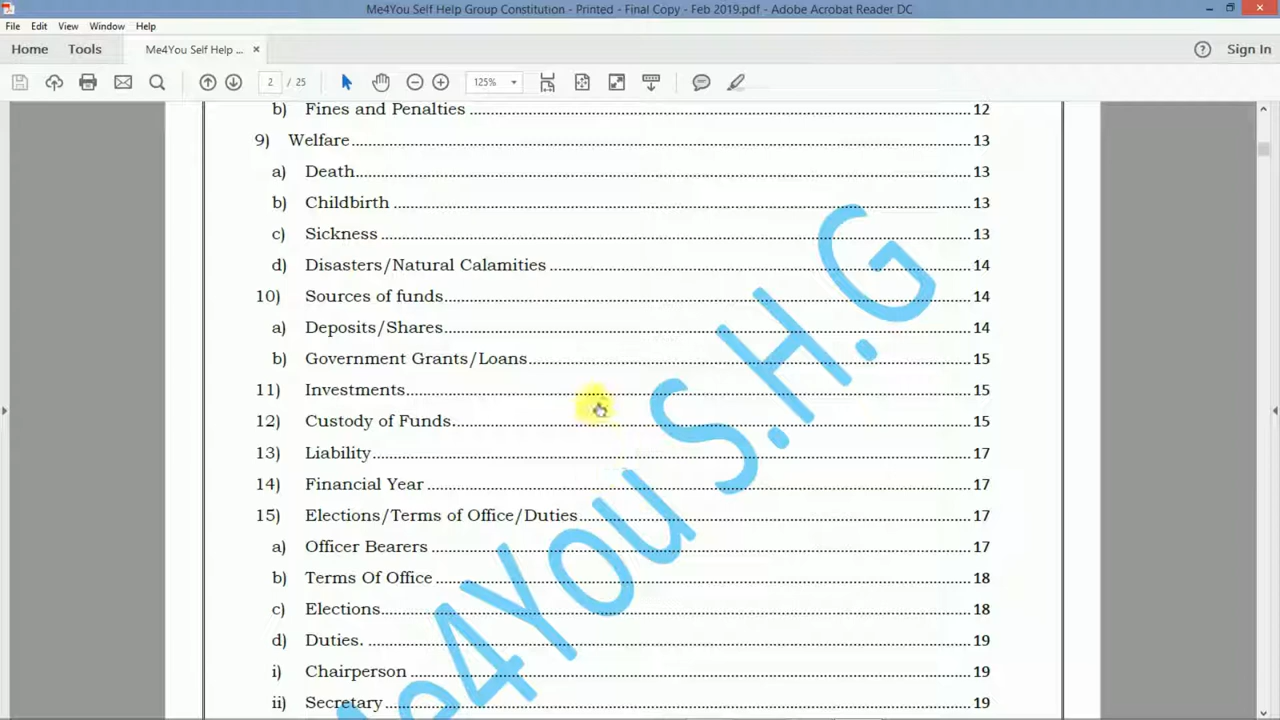 Me4You Self Help Group Constitution - Printed - Final Copy - Feb 2019.pdf - Adobe Acrobat Reader DC
File Edit View Window Help
Home Tools Me4You Self Help ... × Sign In
2 / 25 125%
b) Fines and Penalties 12
9) Welfare 13
a) Death 13
b) Childbirth 13
c) Sickness 13
d) Disasters/Natural Calamities 14
10) Sources of funds 14
a) Deposits/Shares 14
b) Government Grants/Loans 15
11) Investments 15
12) Custody of Funds 15
13) Liability 17
14) Financial Year 17
15) Elections/Terms of Office/Duties 17
a) Officer Bearers 17
b) Terms Of Office 18
c) Elections 18
d) Duties. 19
i) Chairperson 19
ii) Secretary 19
Me4You S.H.G